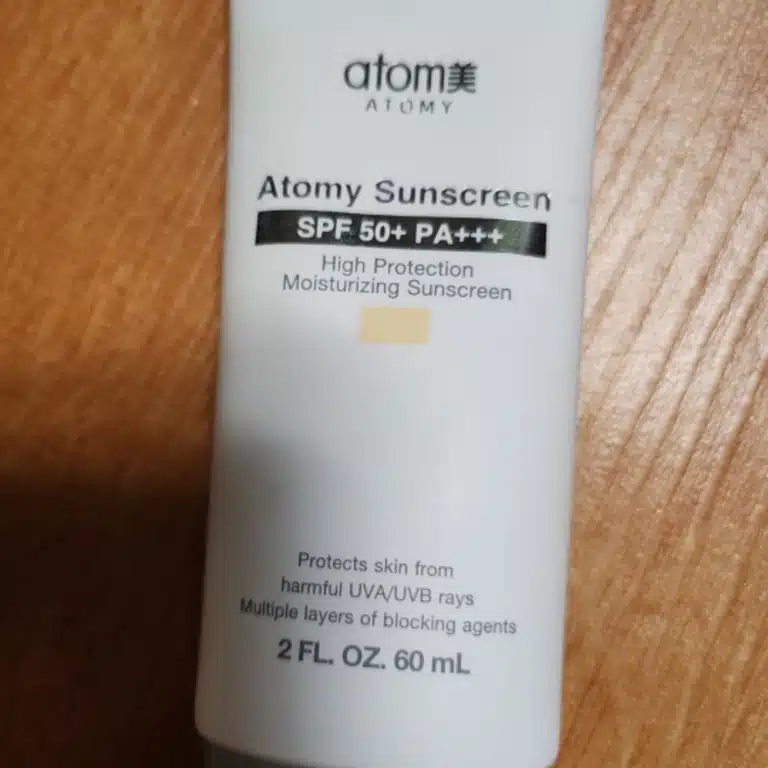 atom美
ATOMY
Atomy Sunscreen
SPF 50+ PA+++
High Protection
Moisturizing Sunscreen
Protects skin from
harmful UVA/UVB rays
Multiple layers of blocking agents
2 FL. OZ. 60 mL